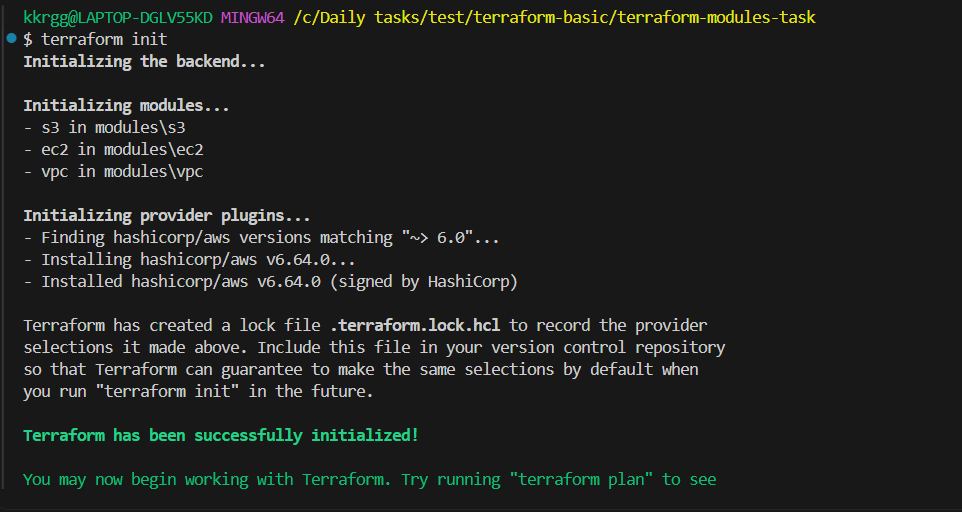 kkrgg@LAPTOP-DGLV55KD MINGW64 /c/Daily tasks/test/terraform-basic/terraform-modules-task
$ terraform init
Initializing the backend...
Initializing modules...
- s3 in modules\s3
- ec2 in modules\ec2
- vpc in modules\vpc
Initializing provider plugins...
- Finding hashicorp/aws versions matching "~> 6.0"...
- Installing hashicorp/aws v6.64.0...
- Installed hashicorp/aws v6.64.0 (signed by HashiCorp)
Terraform has created a lock file .terraform.lock.hcl to record the provider
selections it made above. Include this file in your version control repository
so that Terraform can guarantee to make the same selections by default when
you run "terraform init" in the future.
Terraform has been successfully initialized!
You may now begin working with Terraform. Try running "terraform plan" to see